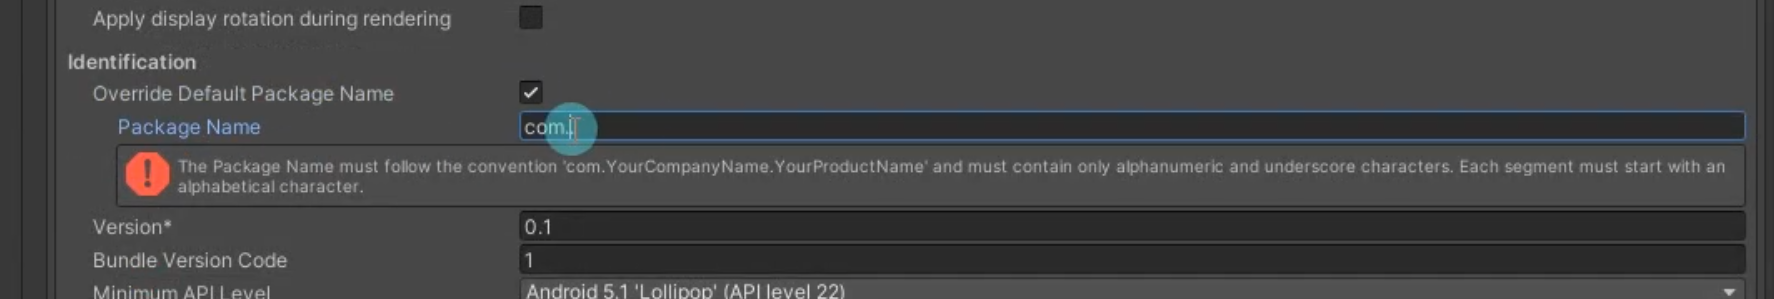 Apply display rotation during rendering
Identification
Override Default Package Name
Package Name com.
The Package Name must follow the convention 'com.YourCompanyName.YourProductName' and must contain only alphanumeric and underscore characters. Each segment must start with an
alphabetical character.
Version* 0.1
Bundle Version Code 1
Minimum API Level Android 5.1 'Lollipop' (API level 22)